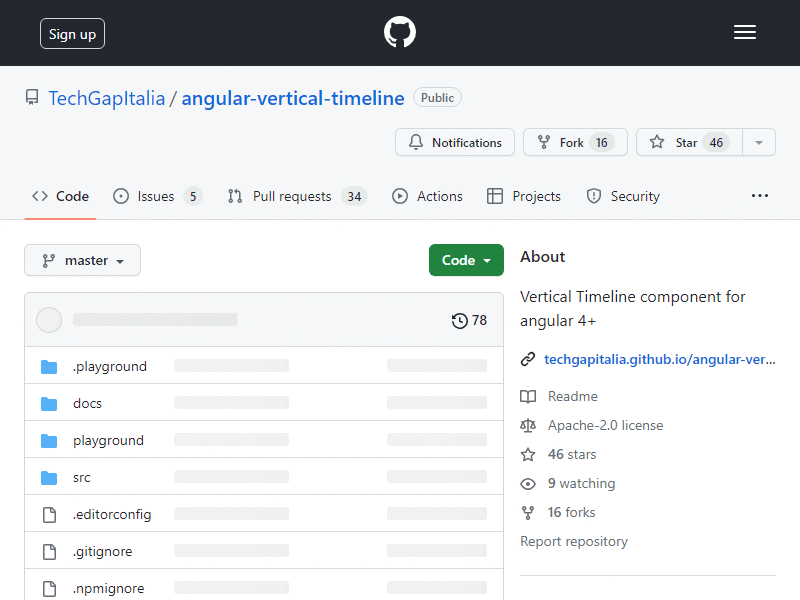 Sign up
TechGapItalia / angular-vertical-timeline Public
Notifications Fork 16 Star 46
Code Issues 5 Pull requests 34 Actions Projects Security
master Code
78
.playground
docs
playground
src
.editorconfig
.gitignore
.npmignore
About
Vertical Timeline component for
angular 4+
techgapitalia.github.io/angular-ver...
Readme
Apache-2.0 license
46 stars
9 watching
16 forks
Report repository